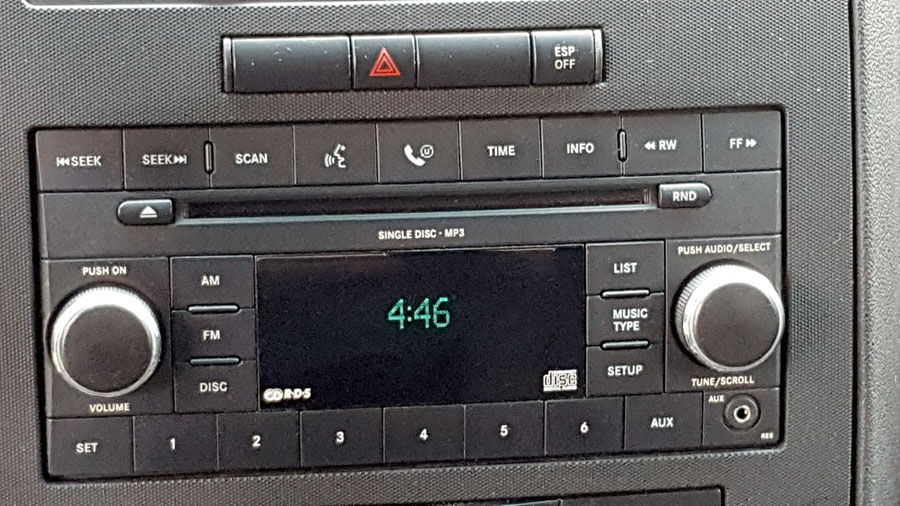 ESP
OFF
SEEK
SEEK
SCAN
TIME
INFO
RW
FF
RND
SINGLE DISC • MP3
PUSH ON
VOLUME
AM
FM
DISC
4:46
R·D·S
disc
LIST
MUSIC
TYPE
SETUP
PUSH AUDIO/SELECT
TUNE/SCROLL
SET
1
2
3
4
5
6
AUX
AUX